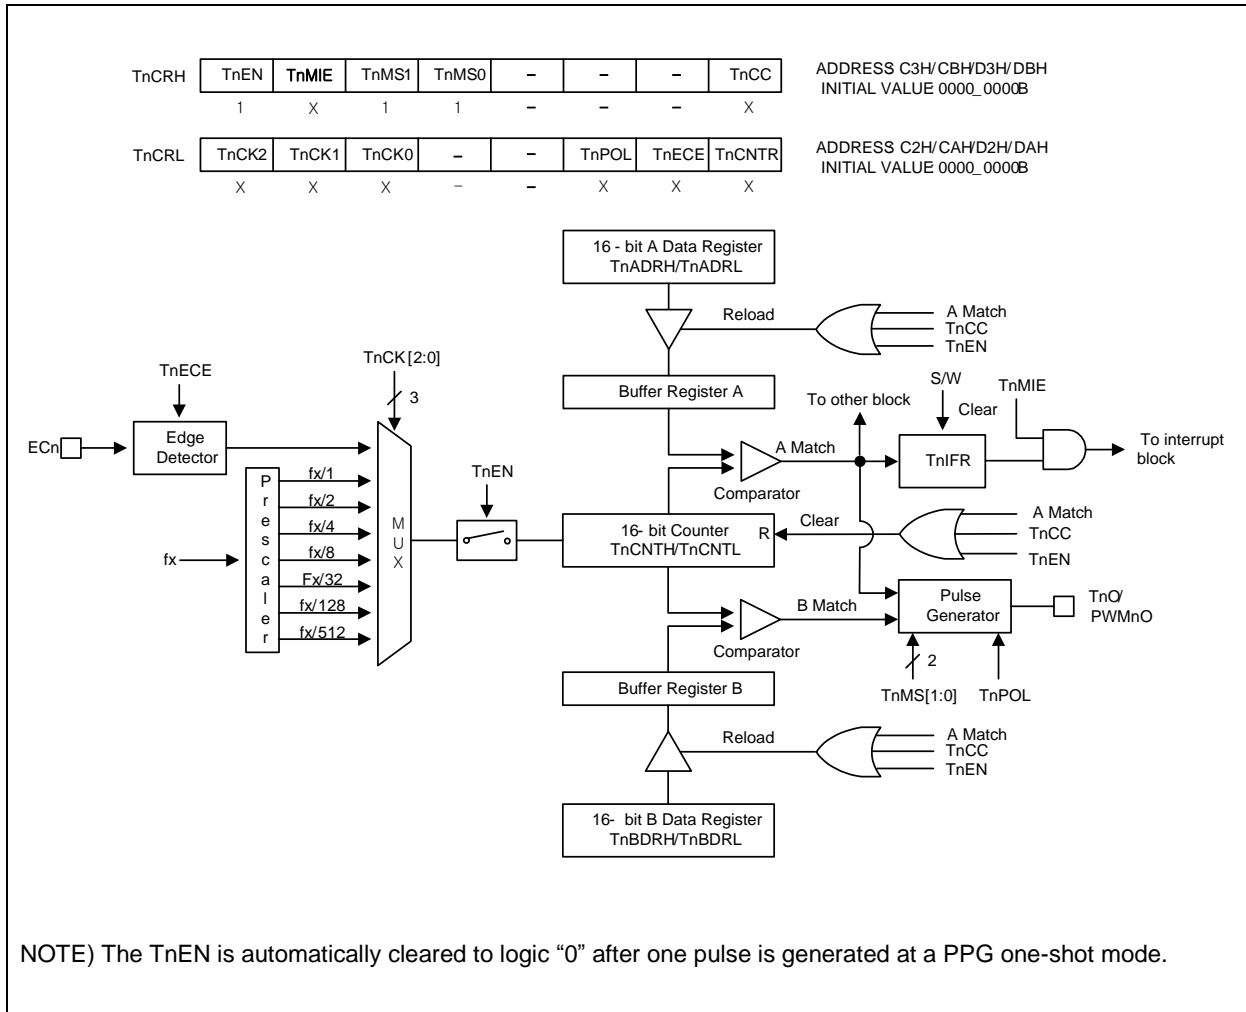 TnCRH TnEN TnMIE TnMS1 TnMS0 – – – TnCC ADDRESS C3H/CBH/D3H/DBH
INITIAL VALUE: 0000_0000B
1 X 1 1 – – – X
TnCRL TnCK2 TnCK1 TnCK0 – – TnPOL TnECE TnCNTR ADDRESS C2H/CAH/D2H/DAH
INITIAL VALUE: 0000_0000B
X X X – – X X X
16 - bit A Data Register
TnADRH/TnADRL
Reload
A Match
TnCC
TnEN
TnECE
TnCK[2:0]
3
Buffer Register A
To other block
S/W
Clear
TnMIE
ECn
Edge
Detector
A Match
TnIFR
To interrupt
block
Comparator
TnEN
fx
Prescaler
fx/1
fx/2
fx/4
fx/8
Fx/32
fx/128
fx/512
MUX
16- bit Counter
TnCNTH/TnCNTL
R
Clear
A Match
TnCC
TnEN
B Match
Comparator
Pulse
Generator
TnO/
PWMnO
2
TnMS[1:0]
TnPOL
Buffer Register B
Reload
A Match
TnCC
TnEN
16- bit B Data Register
TnBDRH/TnBDRL
NOTE) The TnEN is automatically cleared to logic “0” after one pulse is generated at a PPG one-shot mode.